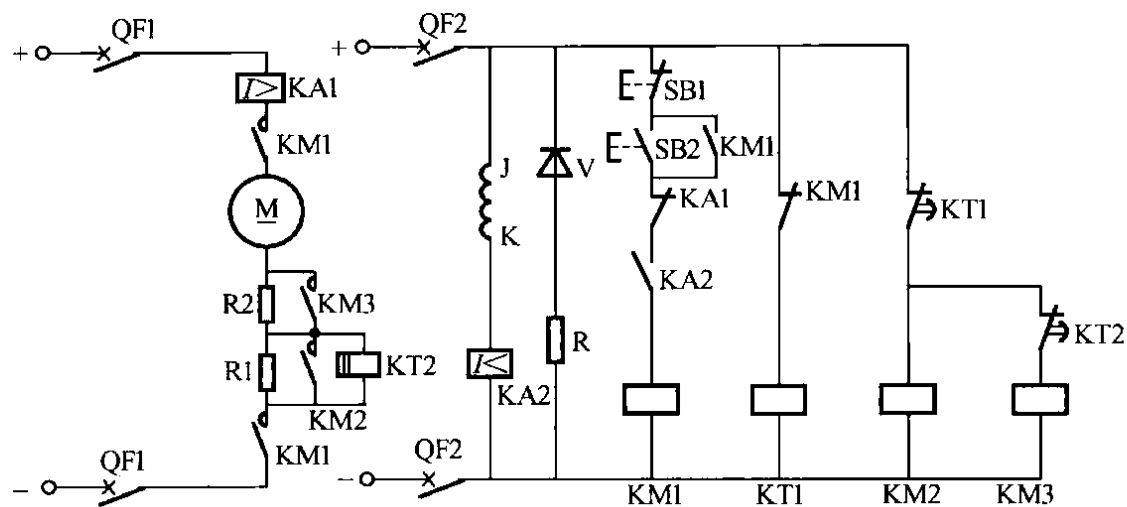 QF1
QF2
+
+
I>
KA1
SB1
KM1
SB2
KM1
J
V
M
KA1
KM1
K
KT1
KA2
R2
KM3
KT2
R
R1
KT2
I<
KA2
KM2
KM1
QF1
QF2
−
−
KM1
KT1
KM2
KM3